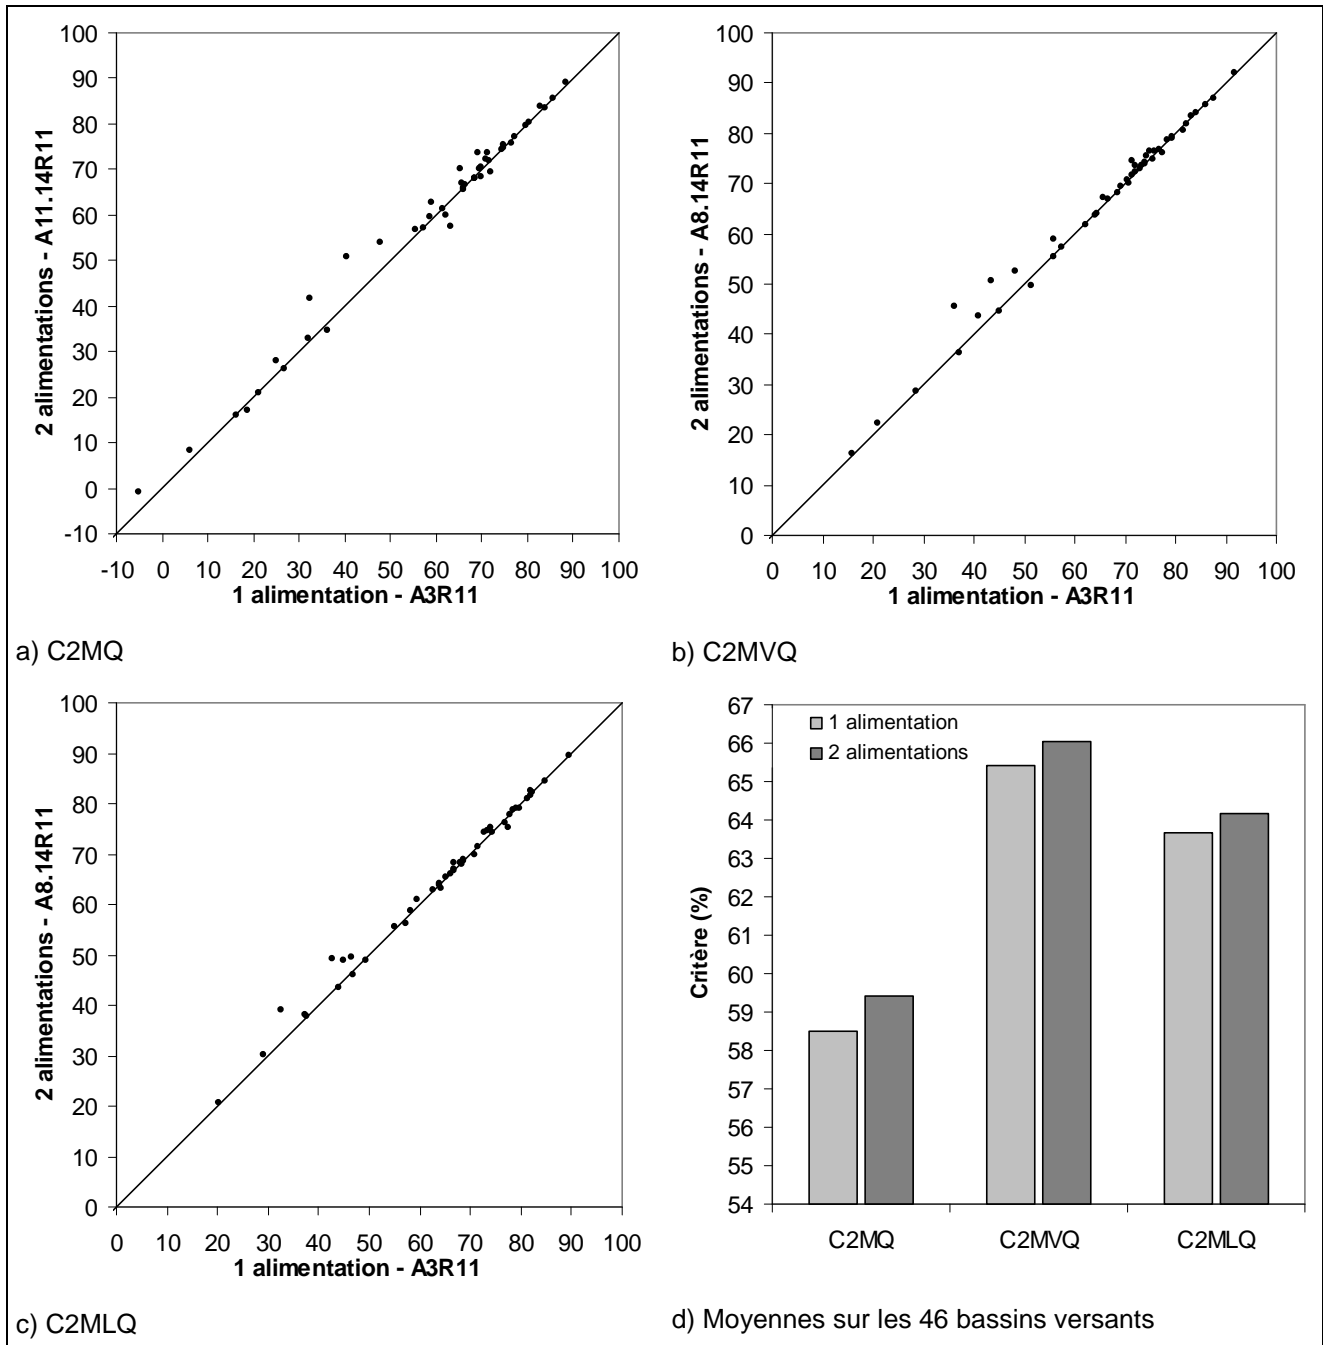 100
90
80
70
60
50
40
30
20
10
0
-10
2 alimentations - A11.14R11
-10 0 10 20 30 40 50 60 70 80 90 100
1 alimentation - A3R11
a) C2MQ
100
90
80
70
60
50
40
30
20
10
0
2 alimentations - A8.14R11
0 10 20 30 40 50 60 70 80 90 100
1 alimentation - A3R11
b) C2MVQ
100
90
80
70
60
50
40
30
20
10
0
2 alimentations - A8.14R11
0 10 20 30 40 50 60 70 80 90 100
1 alimentation - A3R11
c) C2MLQ
67
66
65
64
63
62
61
60
59
58
57
56
55
54
Critère (%)
1 alimentation
2 alimentations
C2MQ C2MVQ C2MLQ
d) Moyennes sur les 46 bassins versants